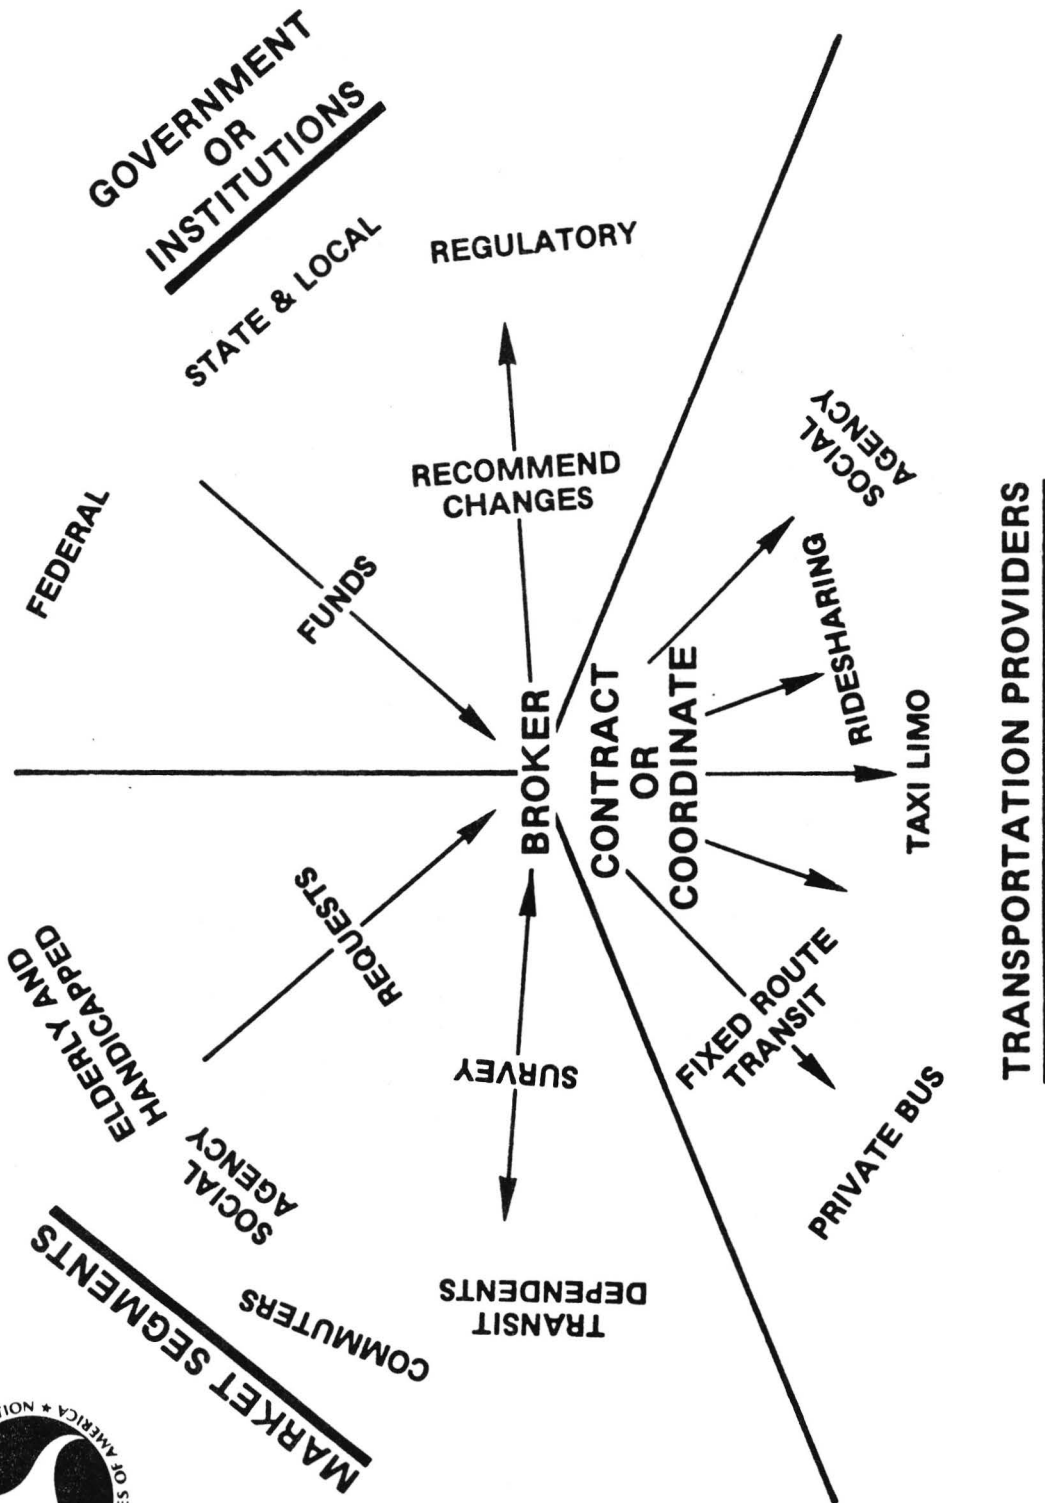 MARKET SEGMENTS
ELDERLY AND
HANDICAPPED
SOCIAL
AGENCY
COMMUTERS
TRANSIT
DEPENDENTS
REQUESTS
SURVEY
GOVERNMENT
OR
INSTITUTIONS
FEDERAL
STATE & LOCAL
REGULATORY
FUNDS
RECOMMEND
CHANGES
BROKER
CONTRACT
OR
COORDINATE
FIXED ROUTE
TRANSIT
PRIVATE BUS
TAXI LIMO
RIDESHARING
SOCIAL
AGENCY
TRANSPORTATION PROVIDERS
OF AMERICA ★